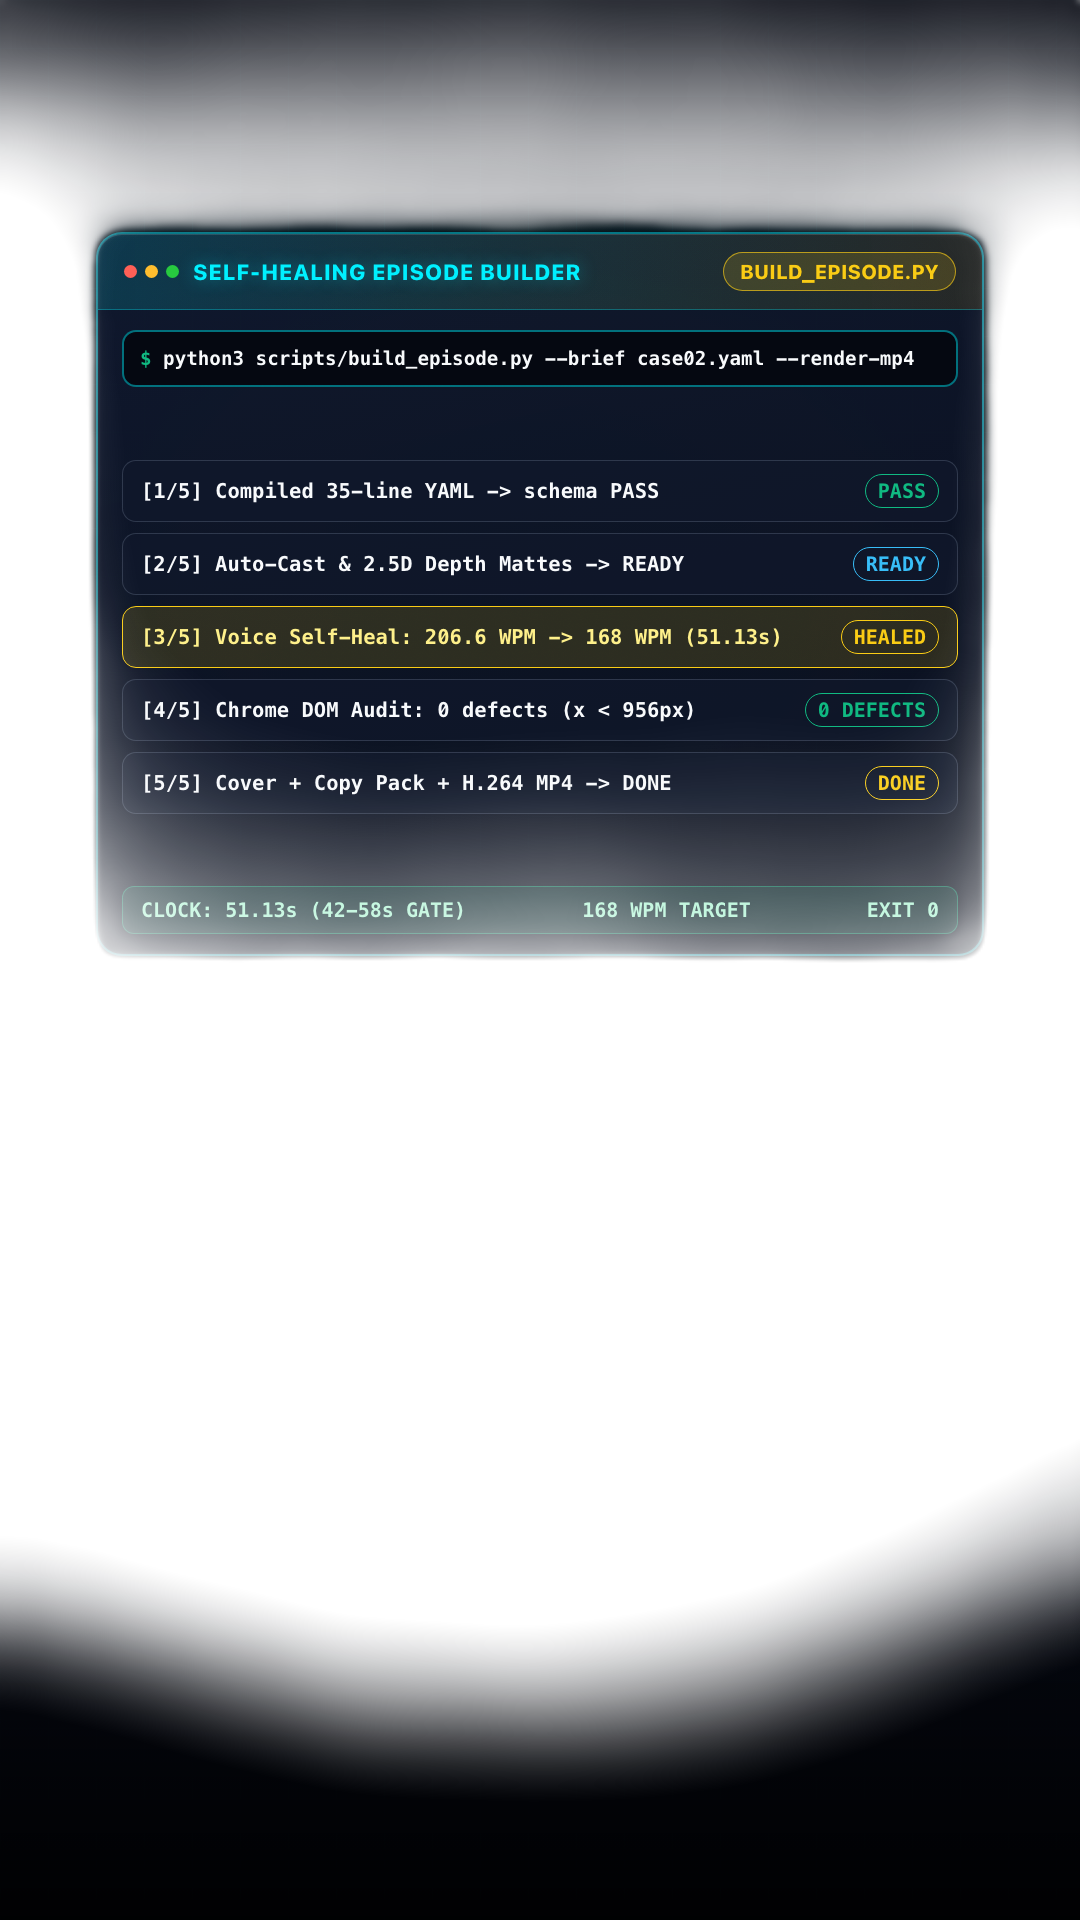 SELF-HEALING EPISODE BUILDER BUILD_EPISODE.PY
$ python3 scripts/build_episode.py --brief case02.yaml --render-mp4
[1/5] Compiled 35-line YAML -> schema PASS PASS
[2/5] Auto-Cast & 2.5D Depth Mattes -> READY READY
[3/5] Voice Self-Heal: 206.6 WPM -> 168 WPM (51.13s) HEALED
[4/5] Chrome DOM Audit: 0 defects (x < 956px) 0 DEFECTS
[5/5] Cover + Copy Pack + H.264 MP4 -> DONE DONE
CLOCK: 51.13s (42-58s GATE) 168 WPM TARGET EXIT 0